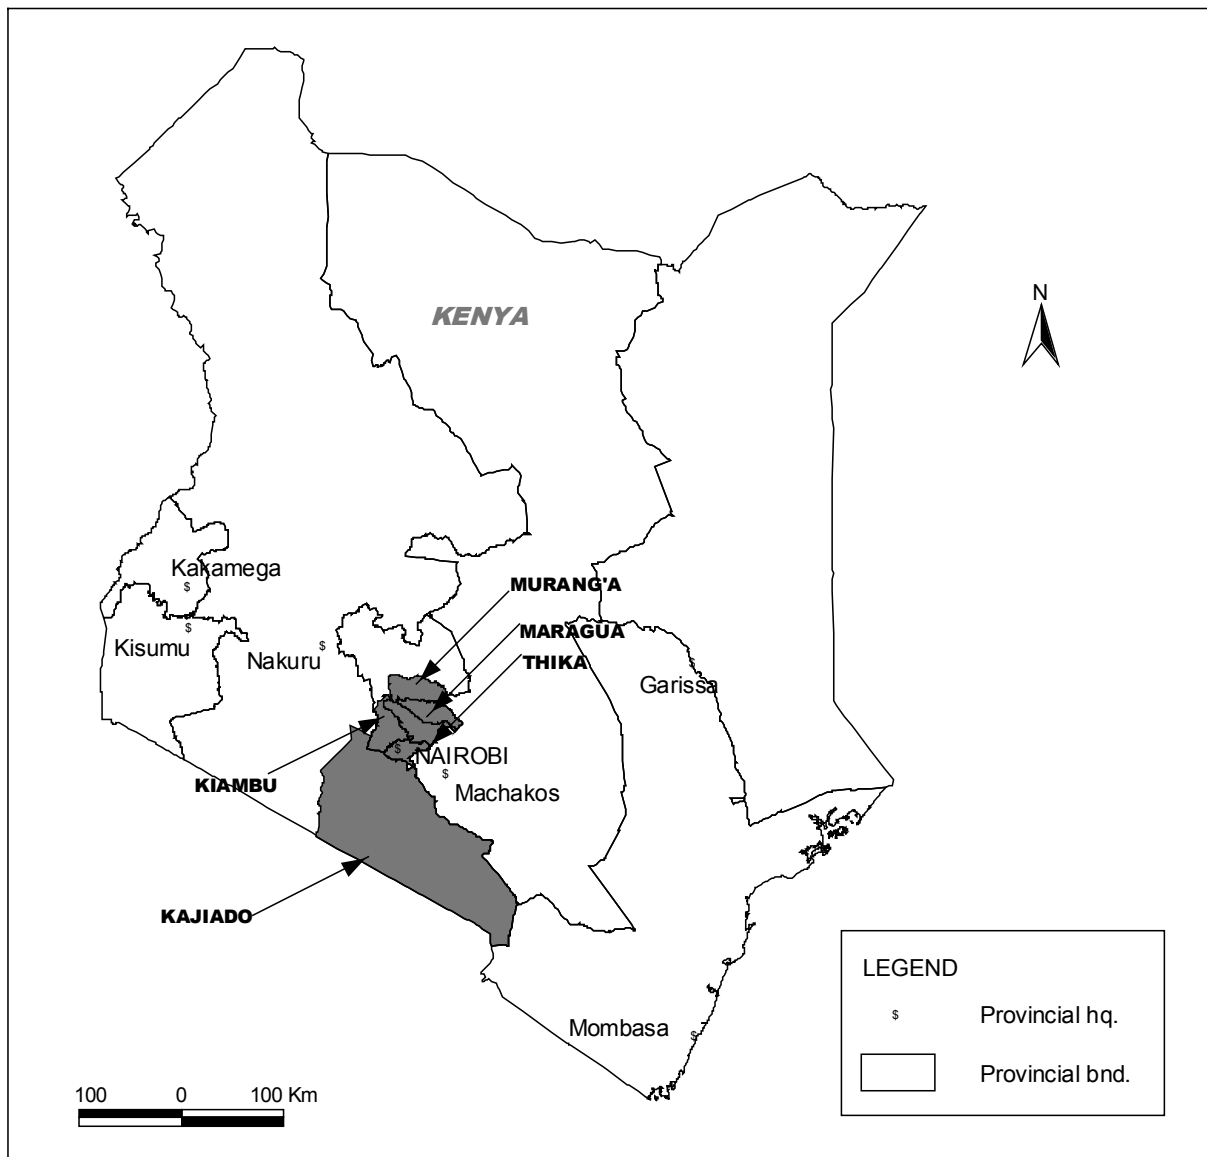 N
KENYA
Kakamega
$
MURANG'A
$
MARAGUA
Kisumu
$
Nakuru
THIKA
$
Garissa
$
NAIROBI
$
KIAMBU
Machakos
KAJIADO
LEGEND
$ Provincial hq.
Provincial bnd.
Mombasa $
100 0 100 Km